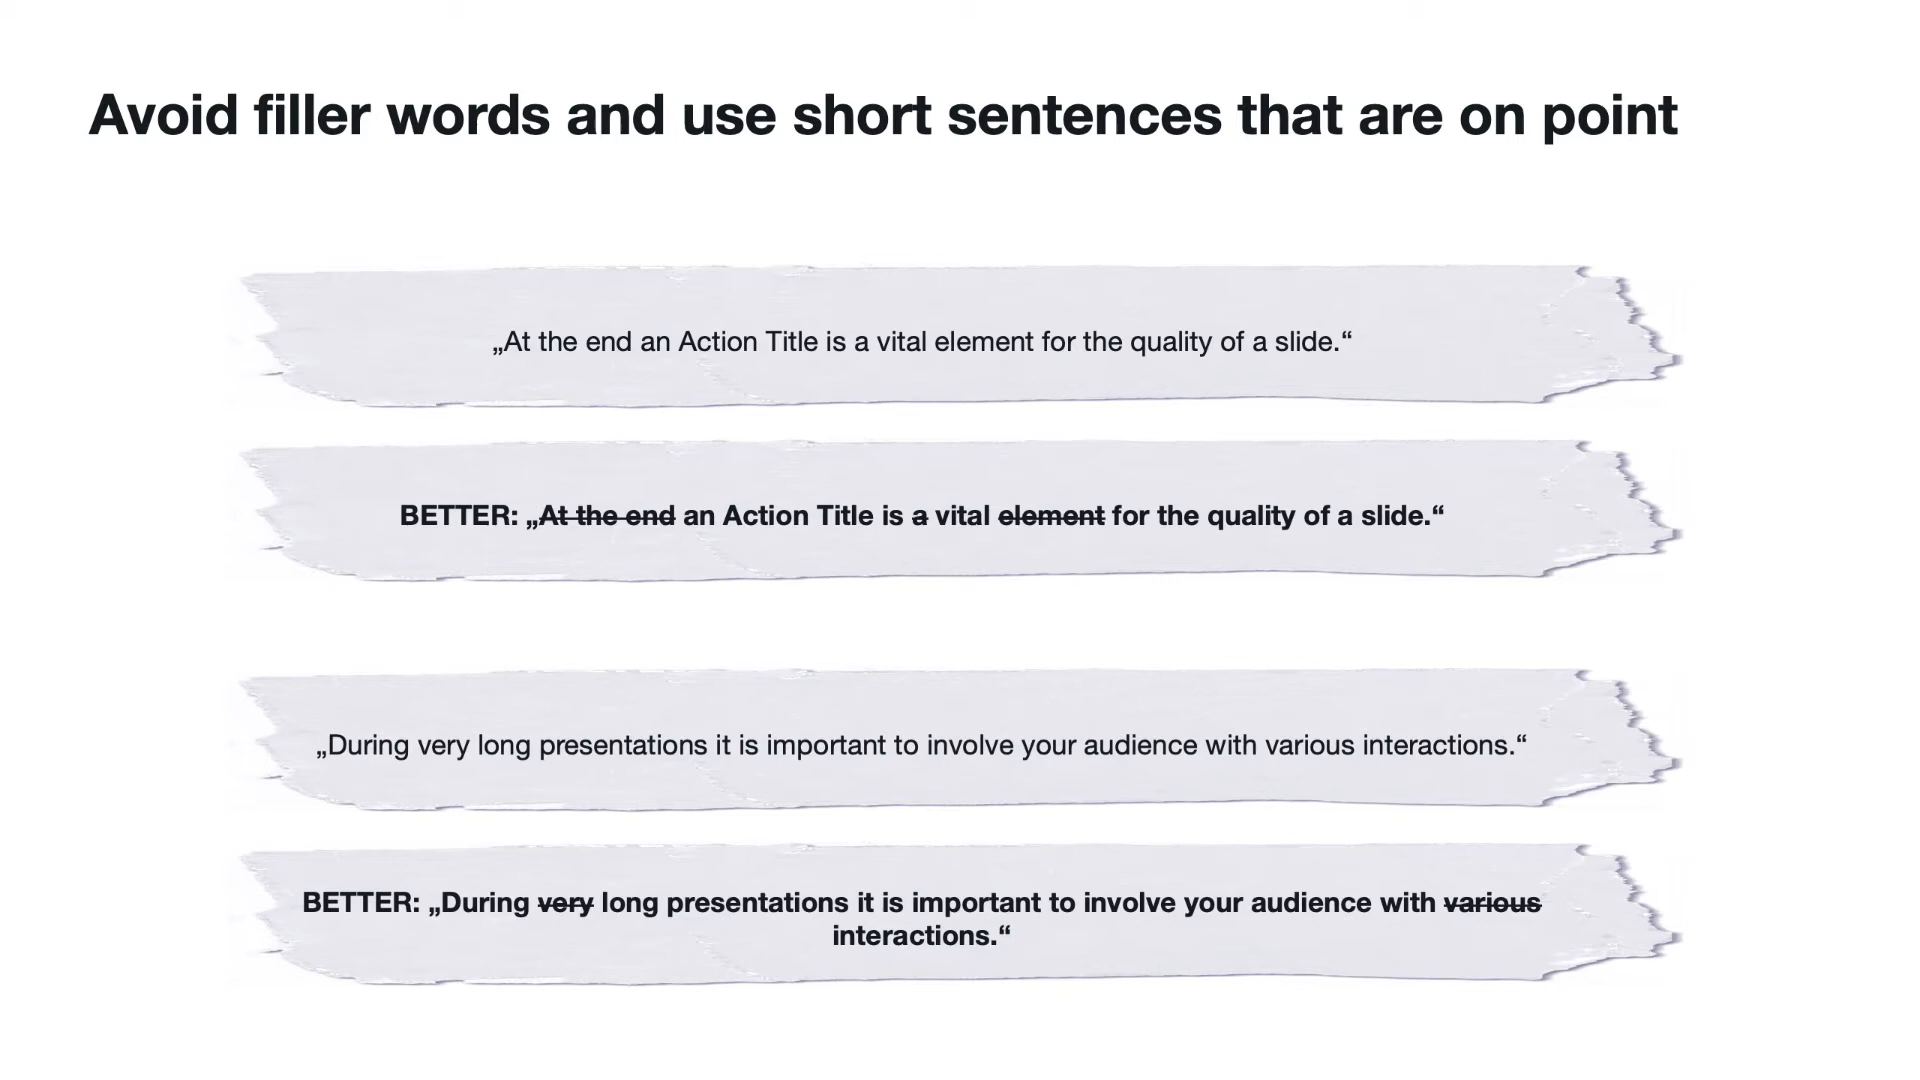 Avoid filler words and use short sentences that are on point
„At the end an Action Title is a vital element for the quality of a slide.“
BETTER: „At the end an Action Title is a vital element for the quality of a slide.“
„During very long presentations it is important to involve your audience with various interactions.“
BETTER: „During very long presentations it is important to involve your audience with various
interactions.“